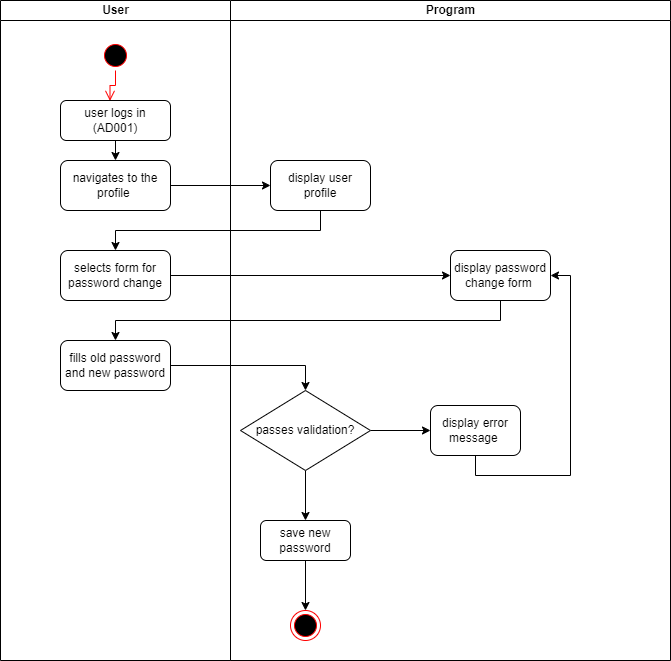 User
Program
user logs in
(AD001)
navigates to the
profile
display user
profile
selects form for
password change
display password
change form
fills old password
and new password
passes validation?
display error
message
save new
password